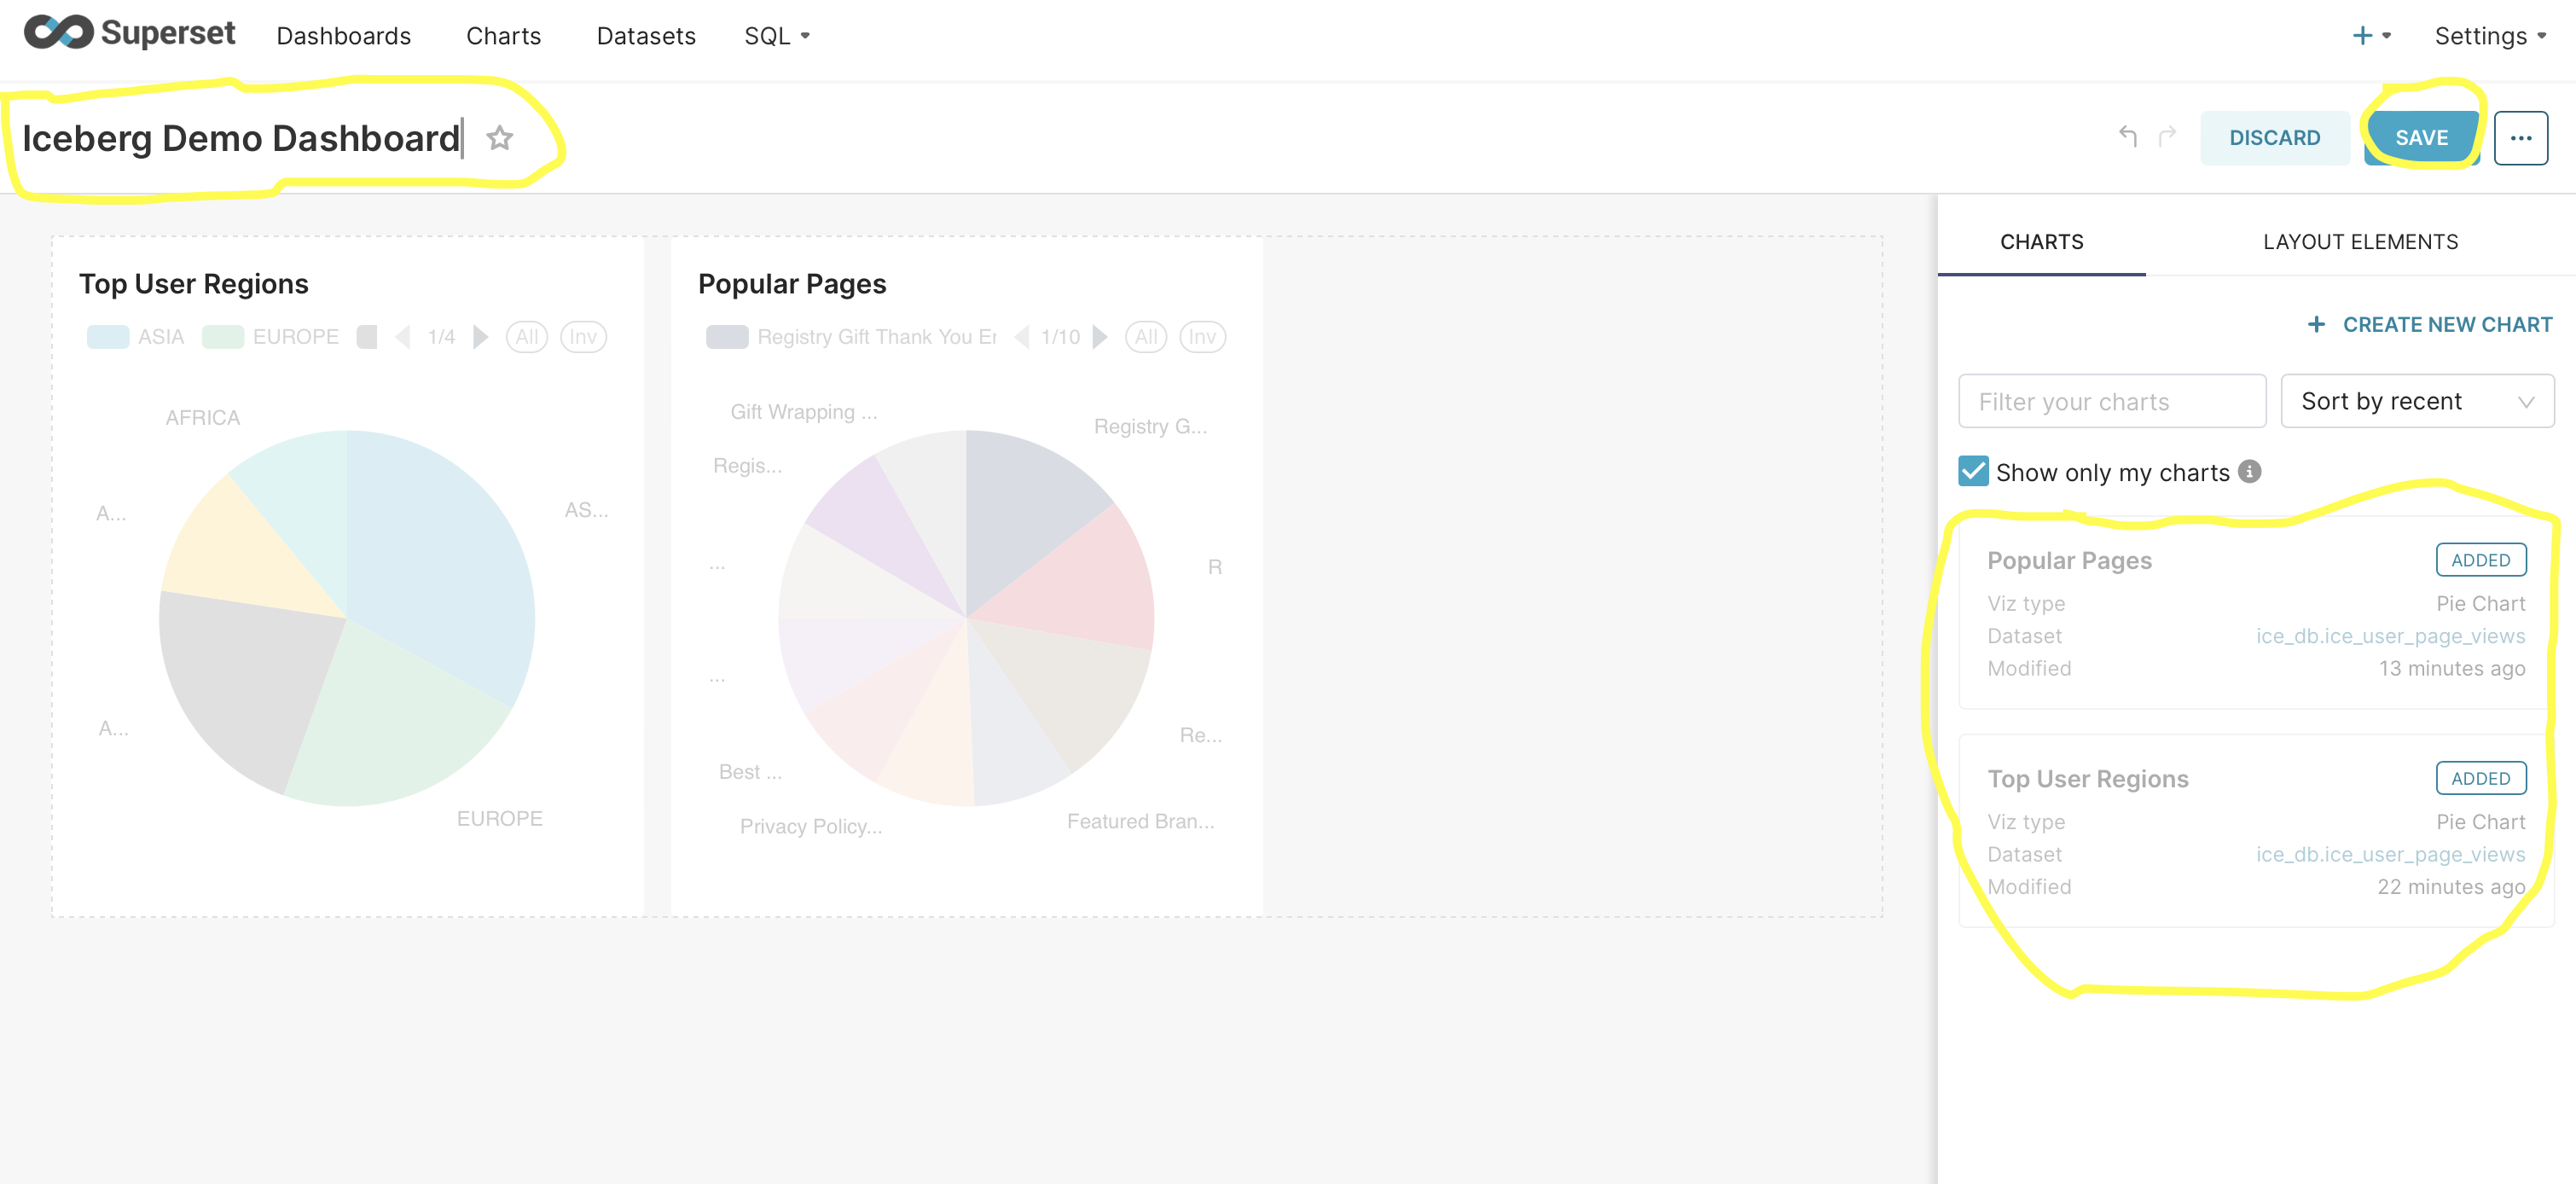 Superset Dashboards Charts Datasets SQL + Settings
Iceberg Demo Dashboard DISCARD SAVE ...
CHARTS LAYOUT ELEMENTS
+ CREATE NEW CHART
Filter your charts Sort by recent
Show only my charts
Top User Regions
ASIA EUROPE 1/4 All Inv
AFRICA
AS...
A...
A...
EUROPE
Popular Pages
Registry Gift Thank You Er 1/10 All Inv
Gift Wrapping ...
Registry G...
Regis...
...
R
...
Re...
Best ...
Privacy Policy...
Featured Bran...
Popular Pages ADDED
Viz type Pie Chart
Dataset ice_db.ice_user_page_views
Modified 13 minutes ago
Top User Regions ADDED
Viz type Pie Chart
Dataset ice_db.ice_user_page_views
Modified 22 minutes ago